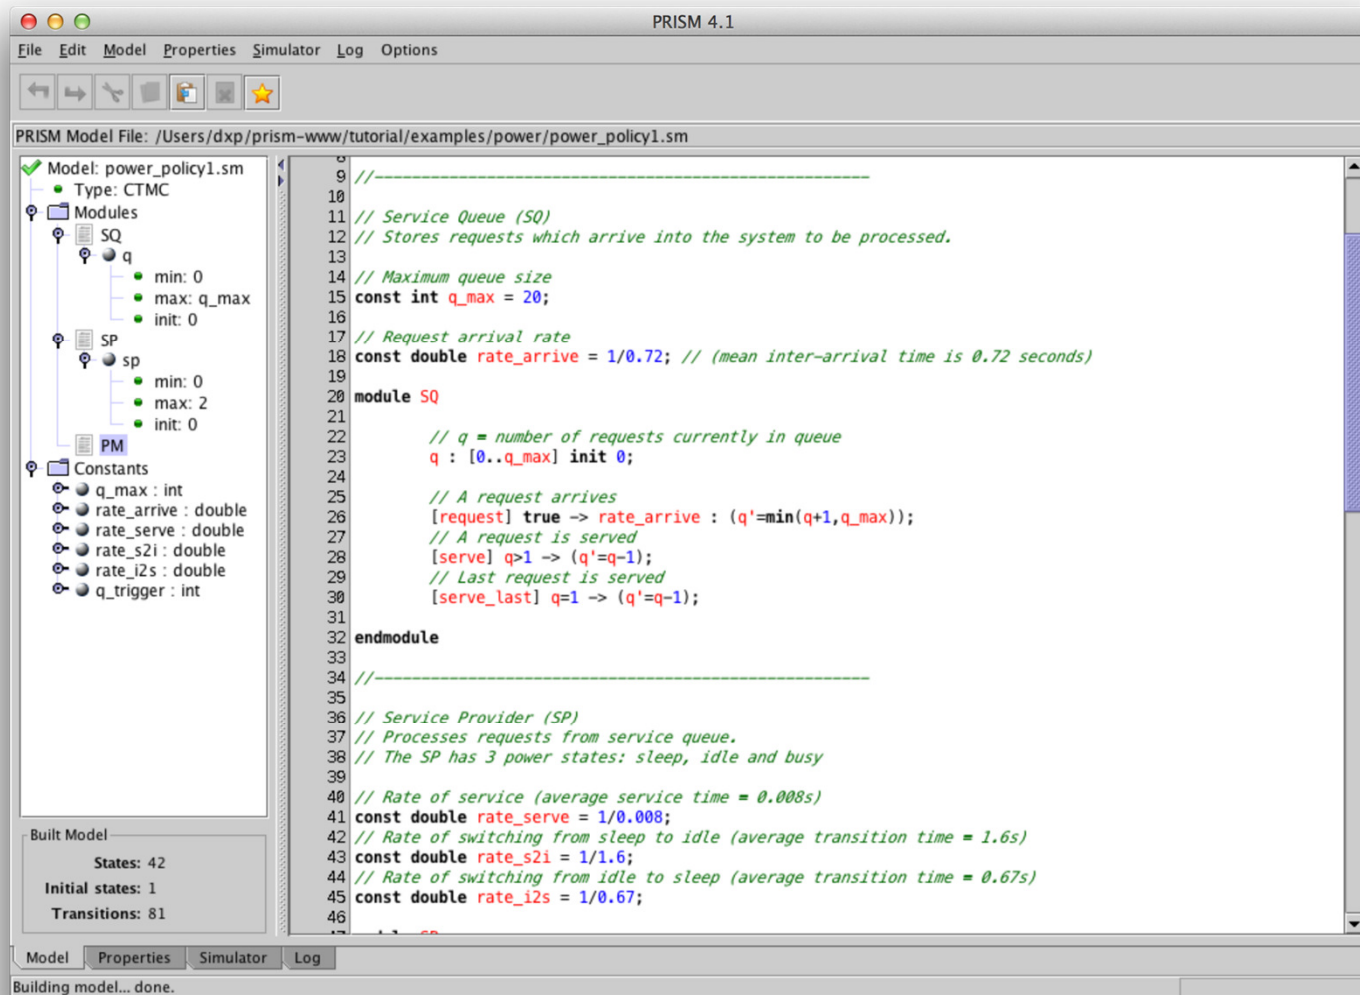 PRISM 4.1
File Edit Model Properties Simulator Log Options
PRISM Model File: /Users/dxp/prism-www/tutorial/examples/power/power_policy1.sm
Model: power_policy1.sm
Type: CTMC
Modules
SQ
q
min: 0
max: q_max
init: 0
SP
sp
min: 0
max: 2
init: 0
PM
Constants
q_max : int
rate_arrive : double
rate_serve : double
rate_s2i : double
rate_i2s : double
q_trigger : int
Built Model
States: 42
Initial states: 1
Transitions: 81
8
9 //-----------------------------------------------------
10
11 // Service Queue (SQ)
12 // Stores requests which arrive into the system to be processed.
13
14 // Maximum queue size
15 const int q_max = 20;
16
17 // Request arrival rate
18 const double rate_arrive = 1/0.72; // (mean inter-arrival time is 0.72 seconds)
19
20 module SQ
21
22 // q = number of requests currently in queue
23 q : [0..q_max] init 0;
24
25 // A request arrives
26 [request] true -> rate_arrive : (q'=min(q+1,q_max));
27 // A request is served
28 [serve] q>1 -> (q'=q-1);
29 // Last request is served
30 [serve_last] q=1 -> (q'=q-1);
31
32 endmodule
33
34 //-----------------------------------------------------
35
36 // Service Provider (SP)
37 // Processes requests from service queue.
38 // The SP has 3 power states: sleep, idle and busy
39
40 // Rate of service (average service time = 0.008s)
41 const double rate_serve = 1/0.008;
42 // Rate of switching from sleep to idle (average transition time = 1.6s)
43 const double rate_s2i = 1/1.6;
44 // Rate of switching from idle to sleep (average transition time = 0.67s)
45 const double rate_i2s = 1/0.67;
46
Model Properties Simulator Log
Building model... done.